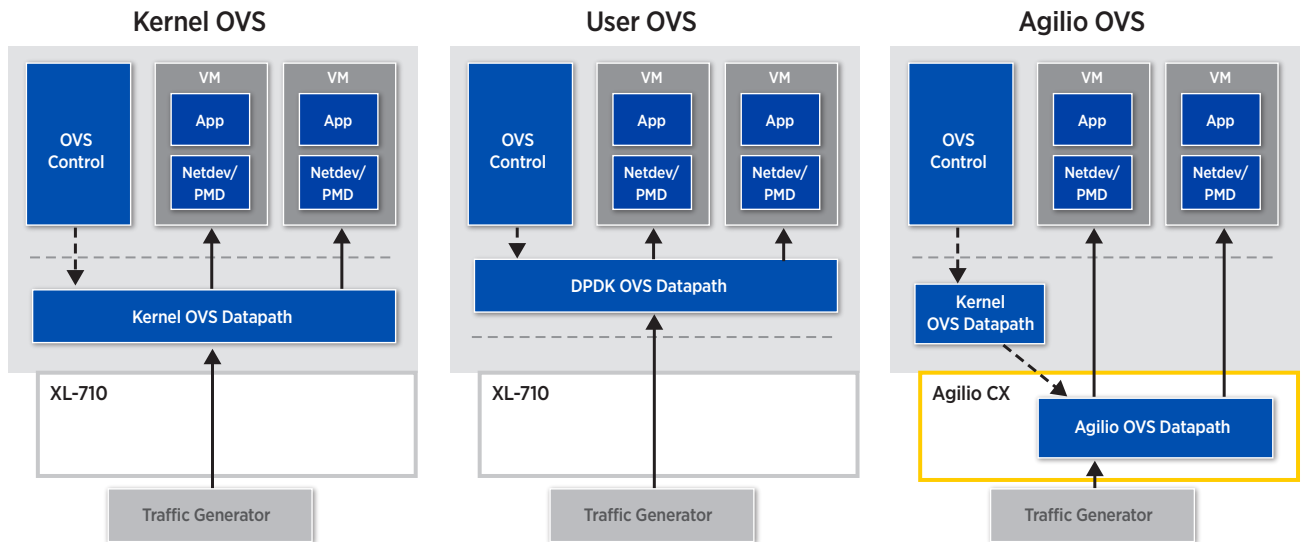 Kernel OVS
OVS
Control
VM
App
Netdev/
PMD
VM
App
Netdev/
PMD
Kernel OVS Datapath
XL-710
Traffic Generator
User OVS
OVS
Control
VM
App
Netdev/
PMD
VM
App
Netdev/
PMD
DPDK OVS Datapath
XL-710
Traffic Generator
Agilio OVS
OVS
Control
VM
App
Netdev/
PMD
VM
App
Netdev/
PMD
Kernel
OVS Datapath
Agilio CX
Agilio OVS Datapath
Traffic Generator